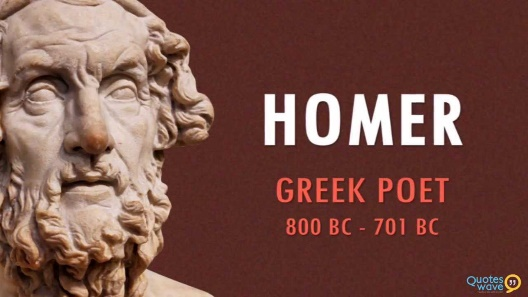 HOMER
GREEK POET
800 BC - 701 BC
Quotes
wave